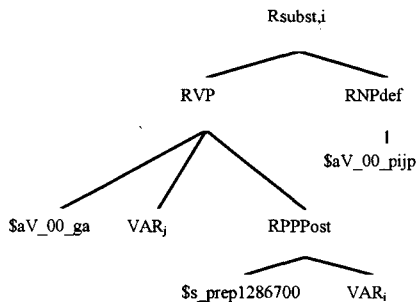 Rsubst,i
RVP RNPdef
$aV_00_pijp
$aV_00_ga VARj RPPPost
$s_prep1286700 VARi